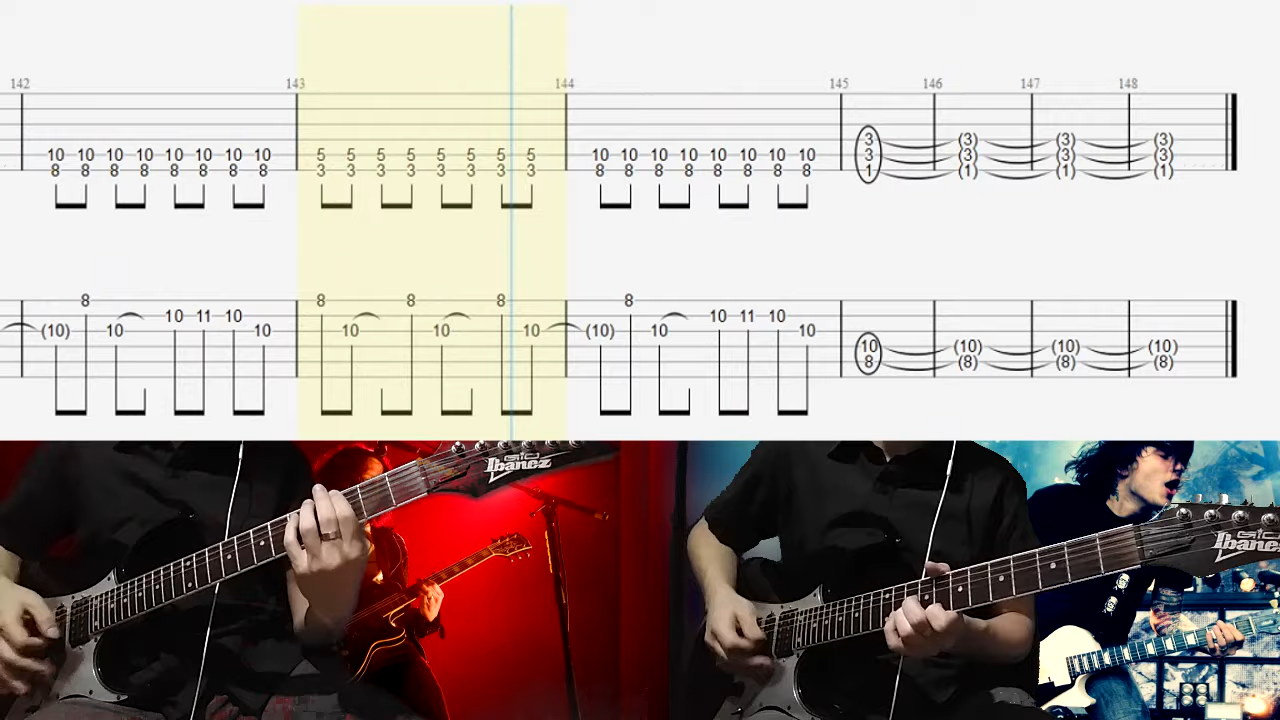 142 143 144 145 146 147 148
3 (3) (3) (3)
10 10 10 10 10 10 10 10 5 5 5 5 5 5 5 5 10 10 10 10 10 10 10 10 3 (3) (3) (3)
8 8 8 8 8 8 8 8 3 3 3 3 3 3 3 3 8 8 8 8 8 8 8 8 1 (1) (1) (1)
8 8 8 8 8
10 11 10 10 11 10
(10) 10 10 10 10 10 (10) 10 10
10 (10) (10) (10)
8 (8) (8) (8)
GiO
Ibanez
GiO
Ibanez